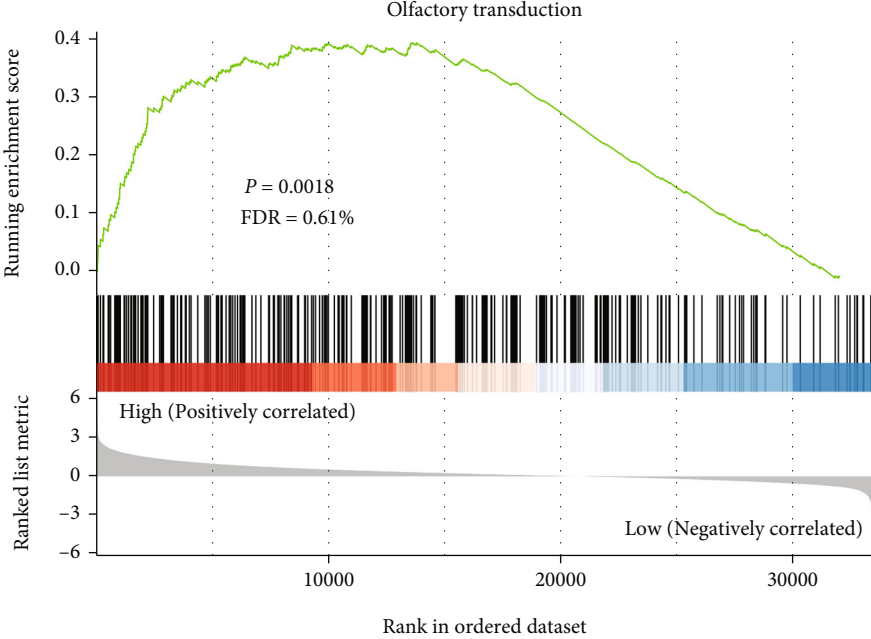 Olfactory transduction
Running enrichment score
0.4
0.3
0.2
0.1
0.0
P = 0.0018
FDR = 0.61%
Ranked list metric
6
3
0
−3
−6
High (Positively correlated)
Low (Negatively correlated)
10000
20000
30000
Rank in ordered dataset